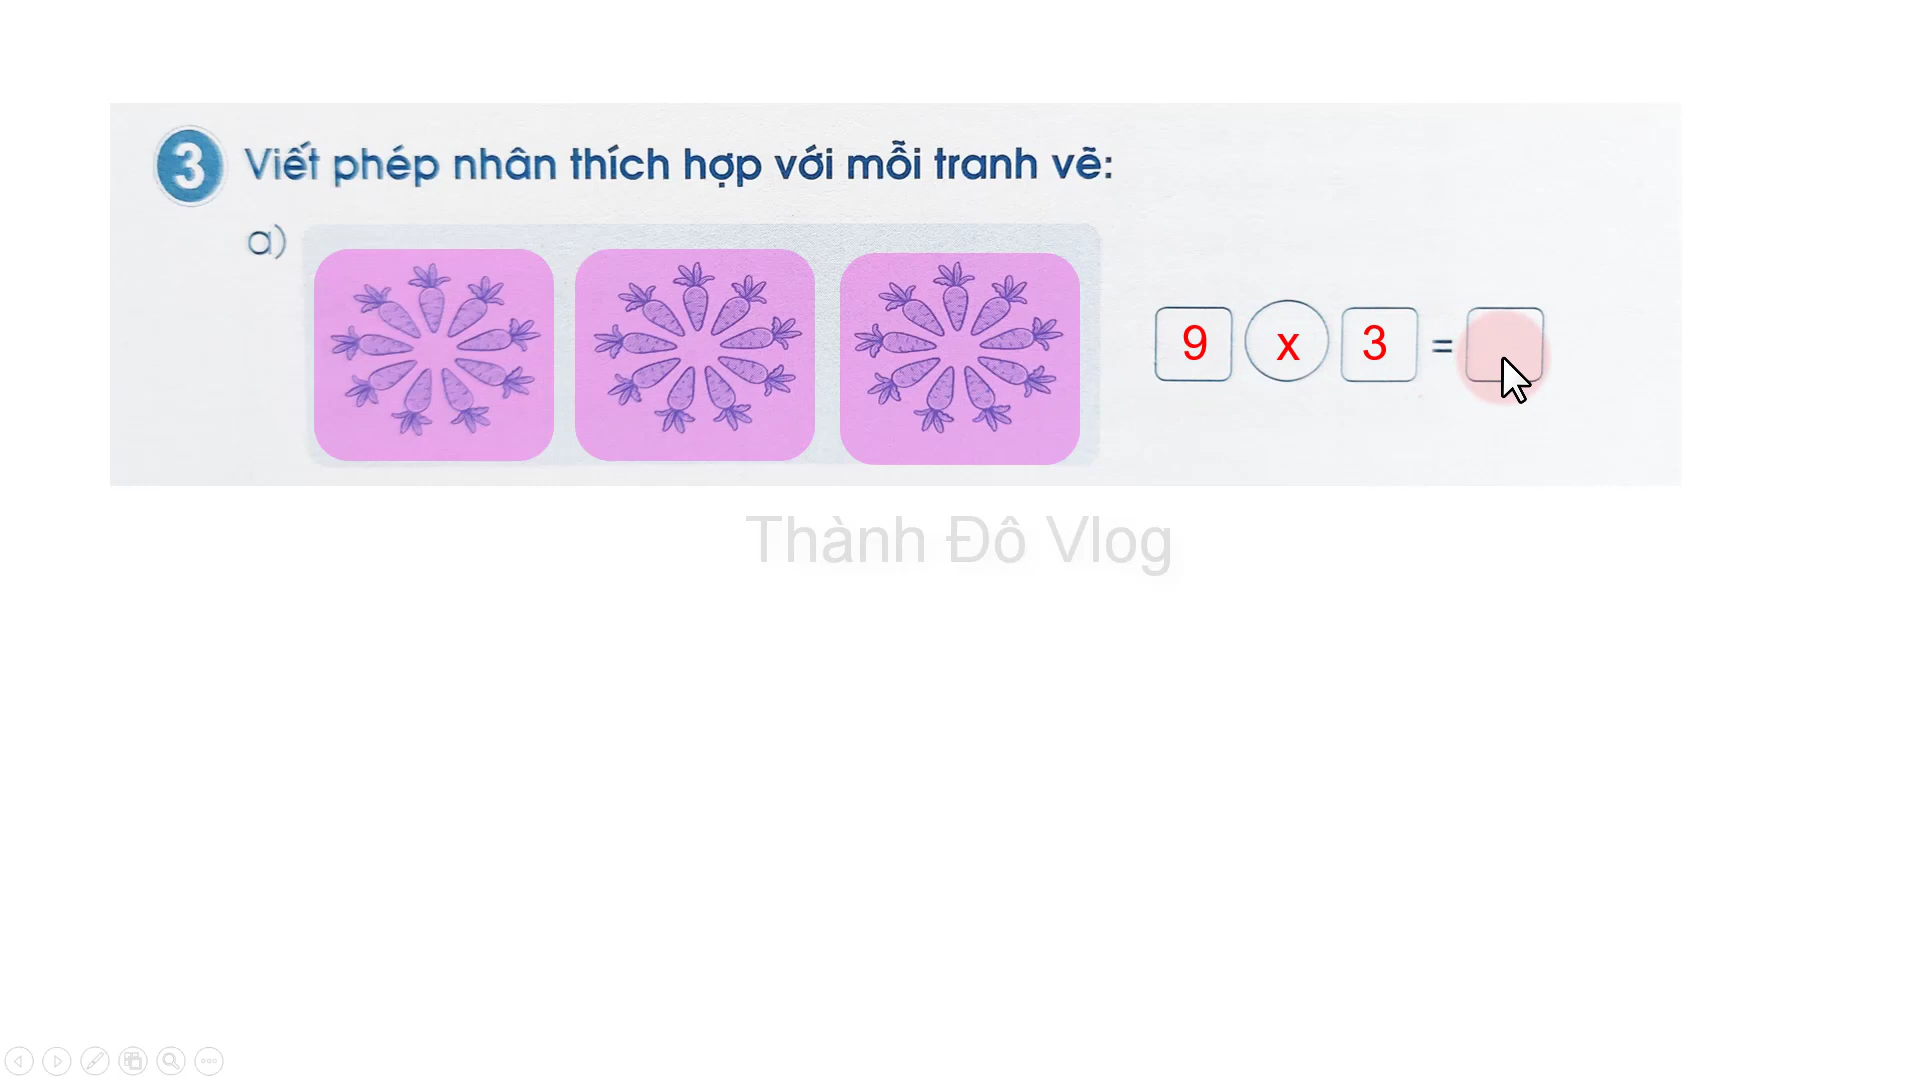 3 Viết phép nhân thích hợp với mỗi tranh vẽ:
a)
9 x 3 =
Thành Đô Vlog